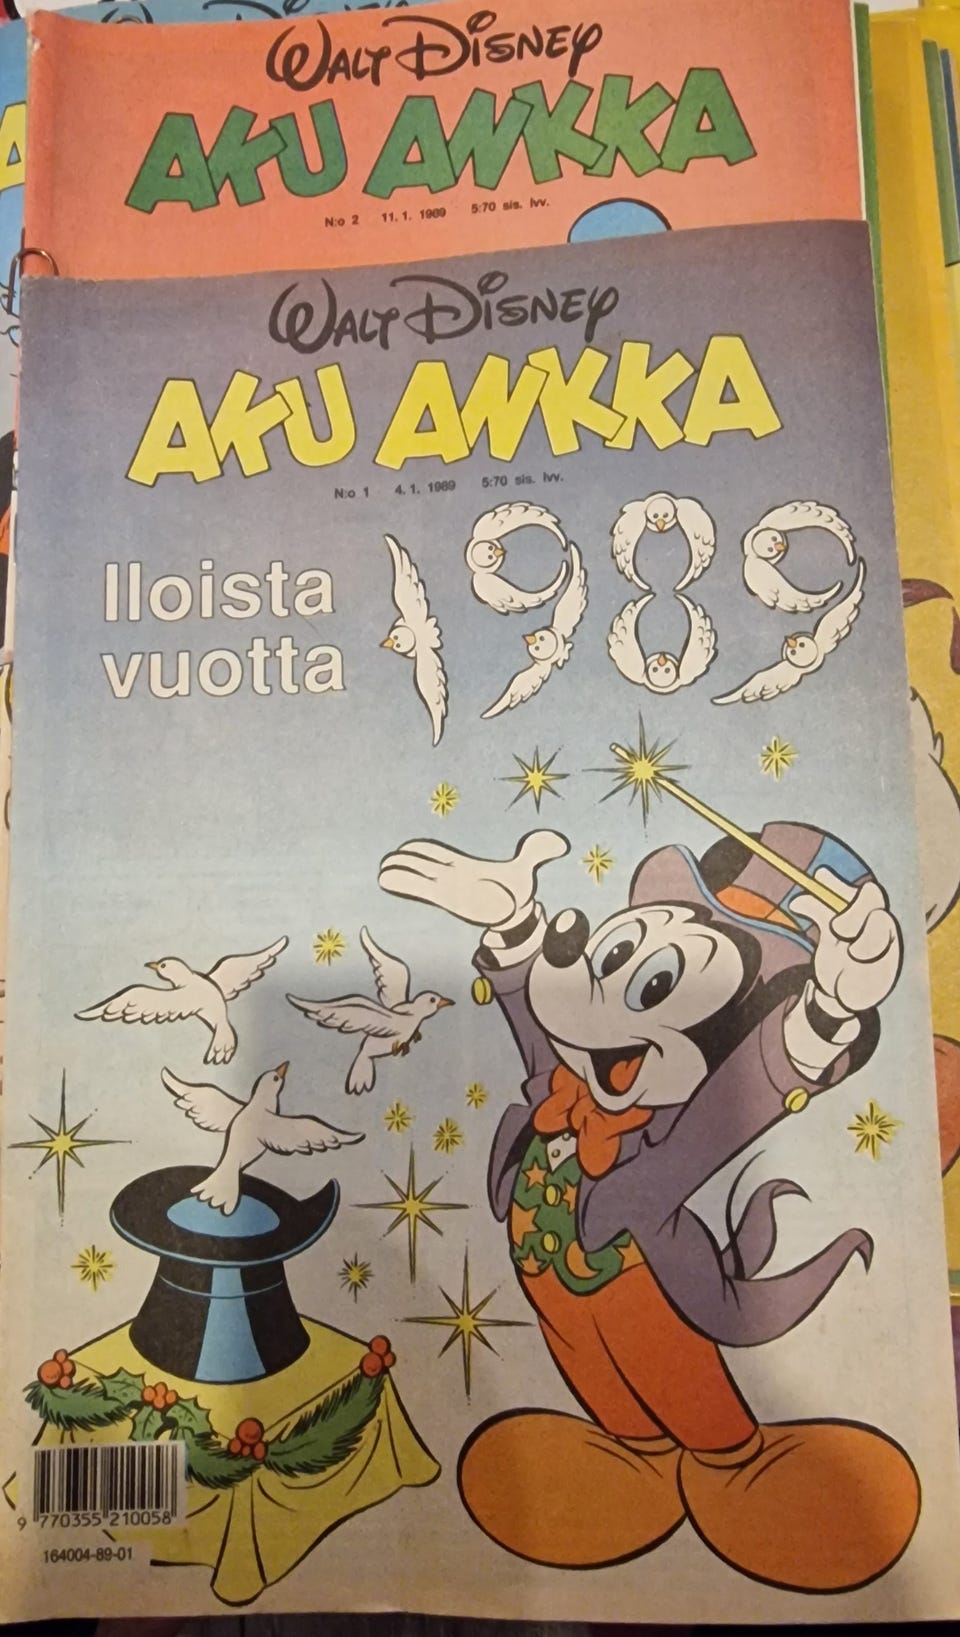 WALT DISNEY
AKU ANKKA
N:o 2 11.1.1989 5:70 sis. lvv.
WALT DISNEY
AKU ANKKA
N:o 1 4.1.1989 5:70 sis. lvv.
Iloista
vuotta
1989
9 770355 210058
164004-89-01